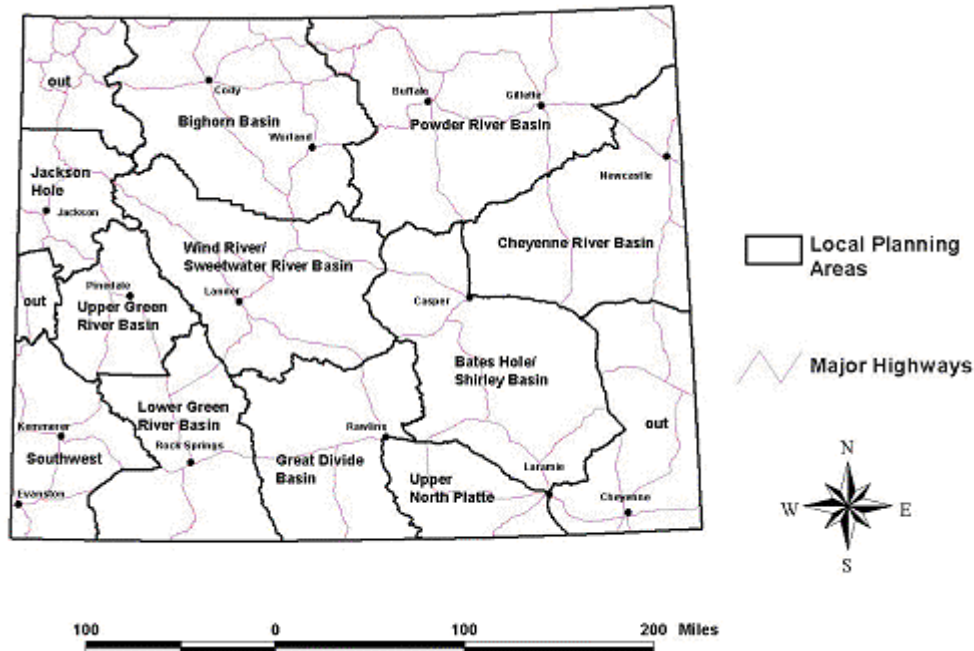 out
Cody
Bighorn Basin
Worland
Buffalo
Gillette
Powder River Basin
Newcastle
Jackson
Hole
Jackson
Wind River/
Sweetwater River Basin
Lander
Cheyenne River Basin
Casper
out
Pinedale
Upper Green
River Basin
Bates Hole/
Shirley Basin
Lower Green
River Basin
Rock Springs
Kemmerer
Southwest
Evanston
Rawlins
Great Divide
Basin
Upper
North Platte
Laramie
out
Cheyenne
Local Planning
Areas
Major Highways
N
W
E
S
100
0
100
200 Miles